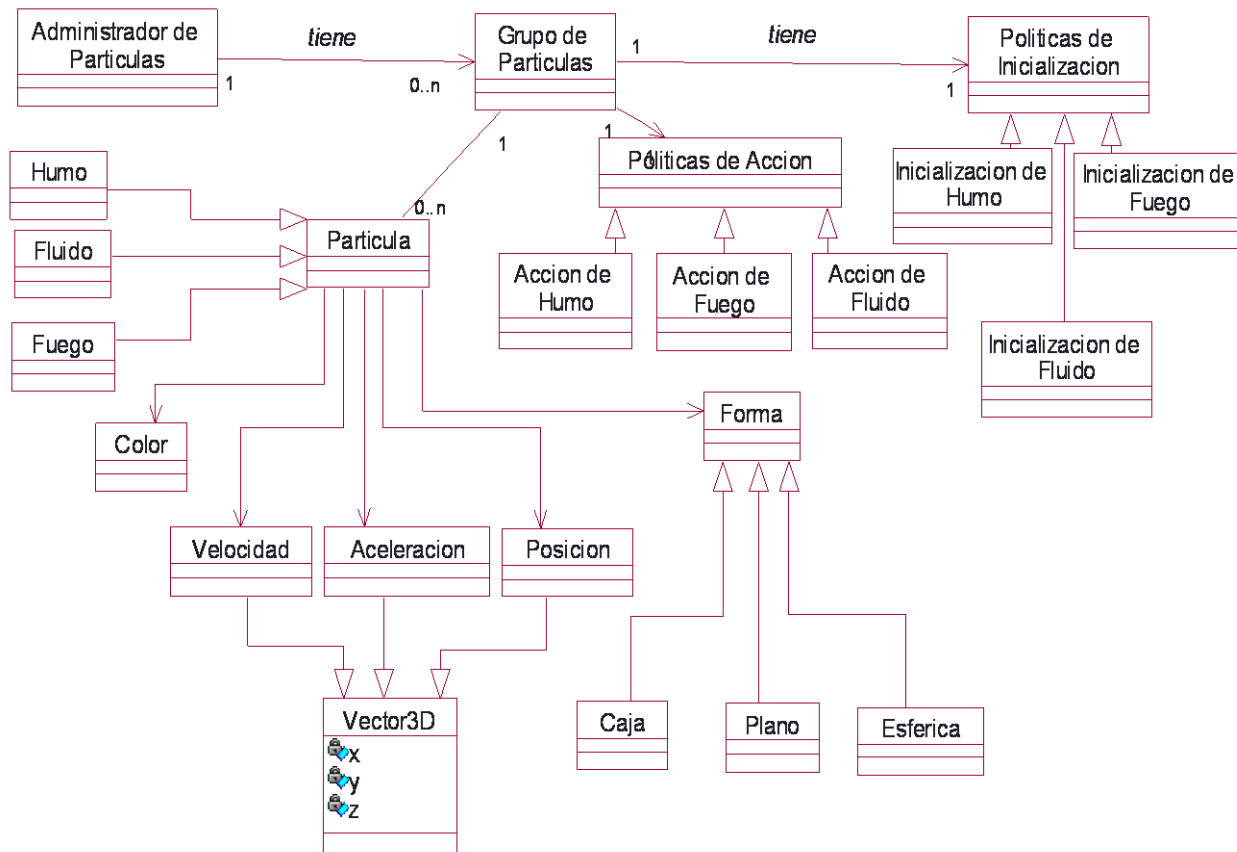 Administrador de
Particulas
tiene
1
0..n
Grupo de
Particulas
1
tiene
1
Politicas de
Inicializacion
1
0..n
1
1
Politicas de Accion
Inicializacion de
Humo
Inicializacion de
Fuego
Inicializacion de
Fluido
Accion de
Humo
Accion de
Fuego
Accion de
Fluido
Humo
Fluido
Fuego
Particula
Color
Forma
Velocidad
Aceleracion
Posicion
Vector3D
x
y
z
Caja
Plano
Esferica